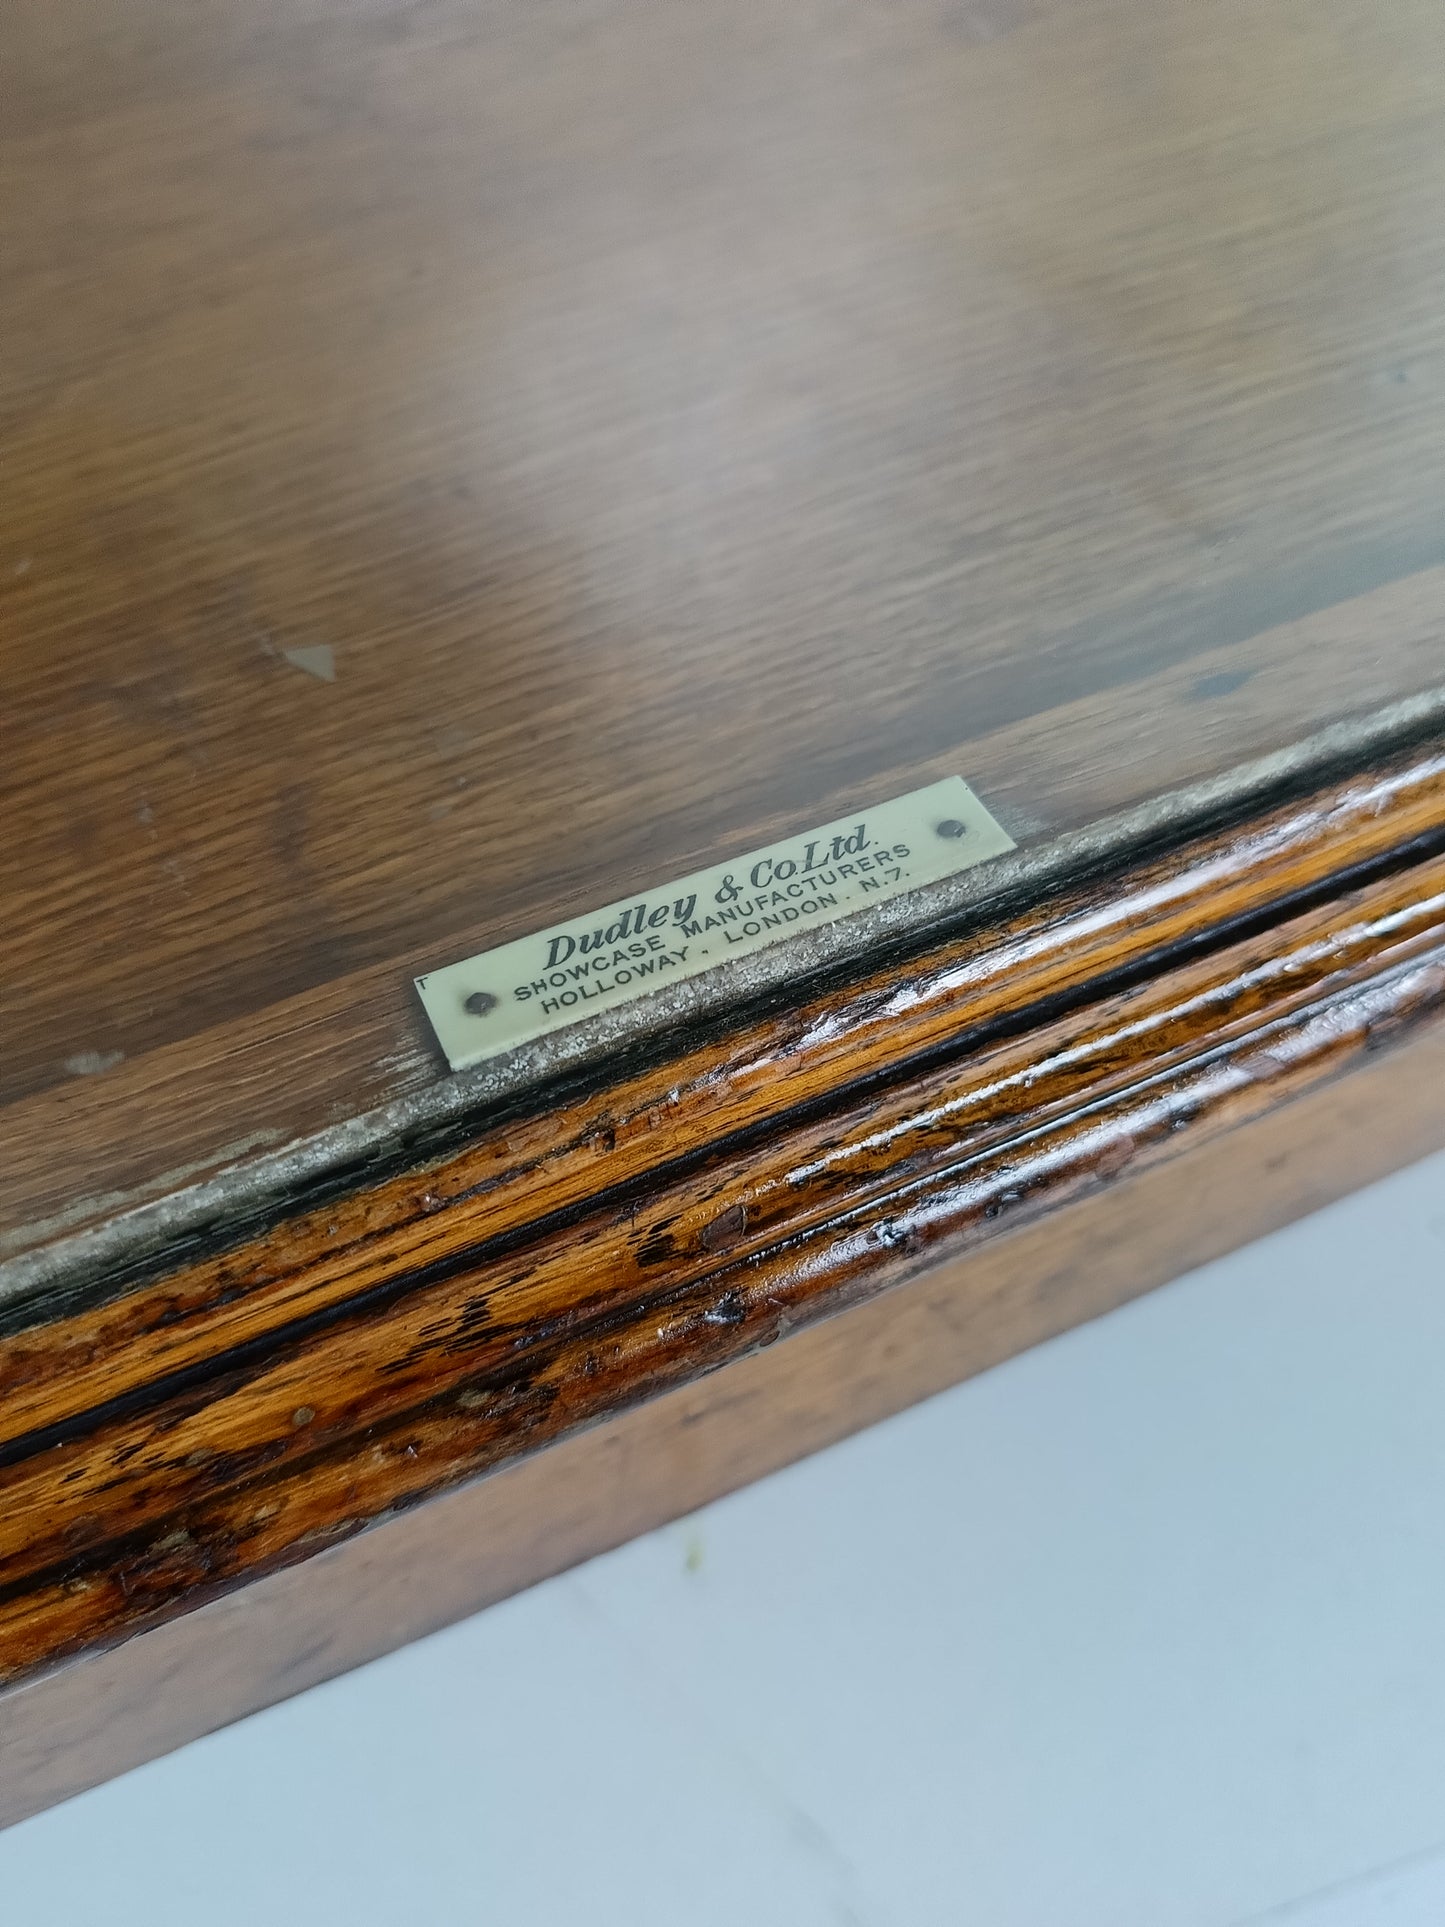 T
Dudley & Co. Ltd.
SHOWCASE MANUFACTURERS
HOLLOWAY . LONDON . N.7.